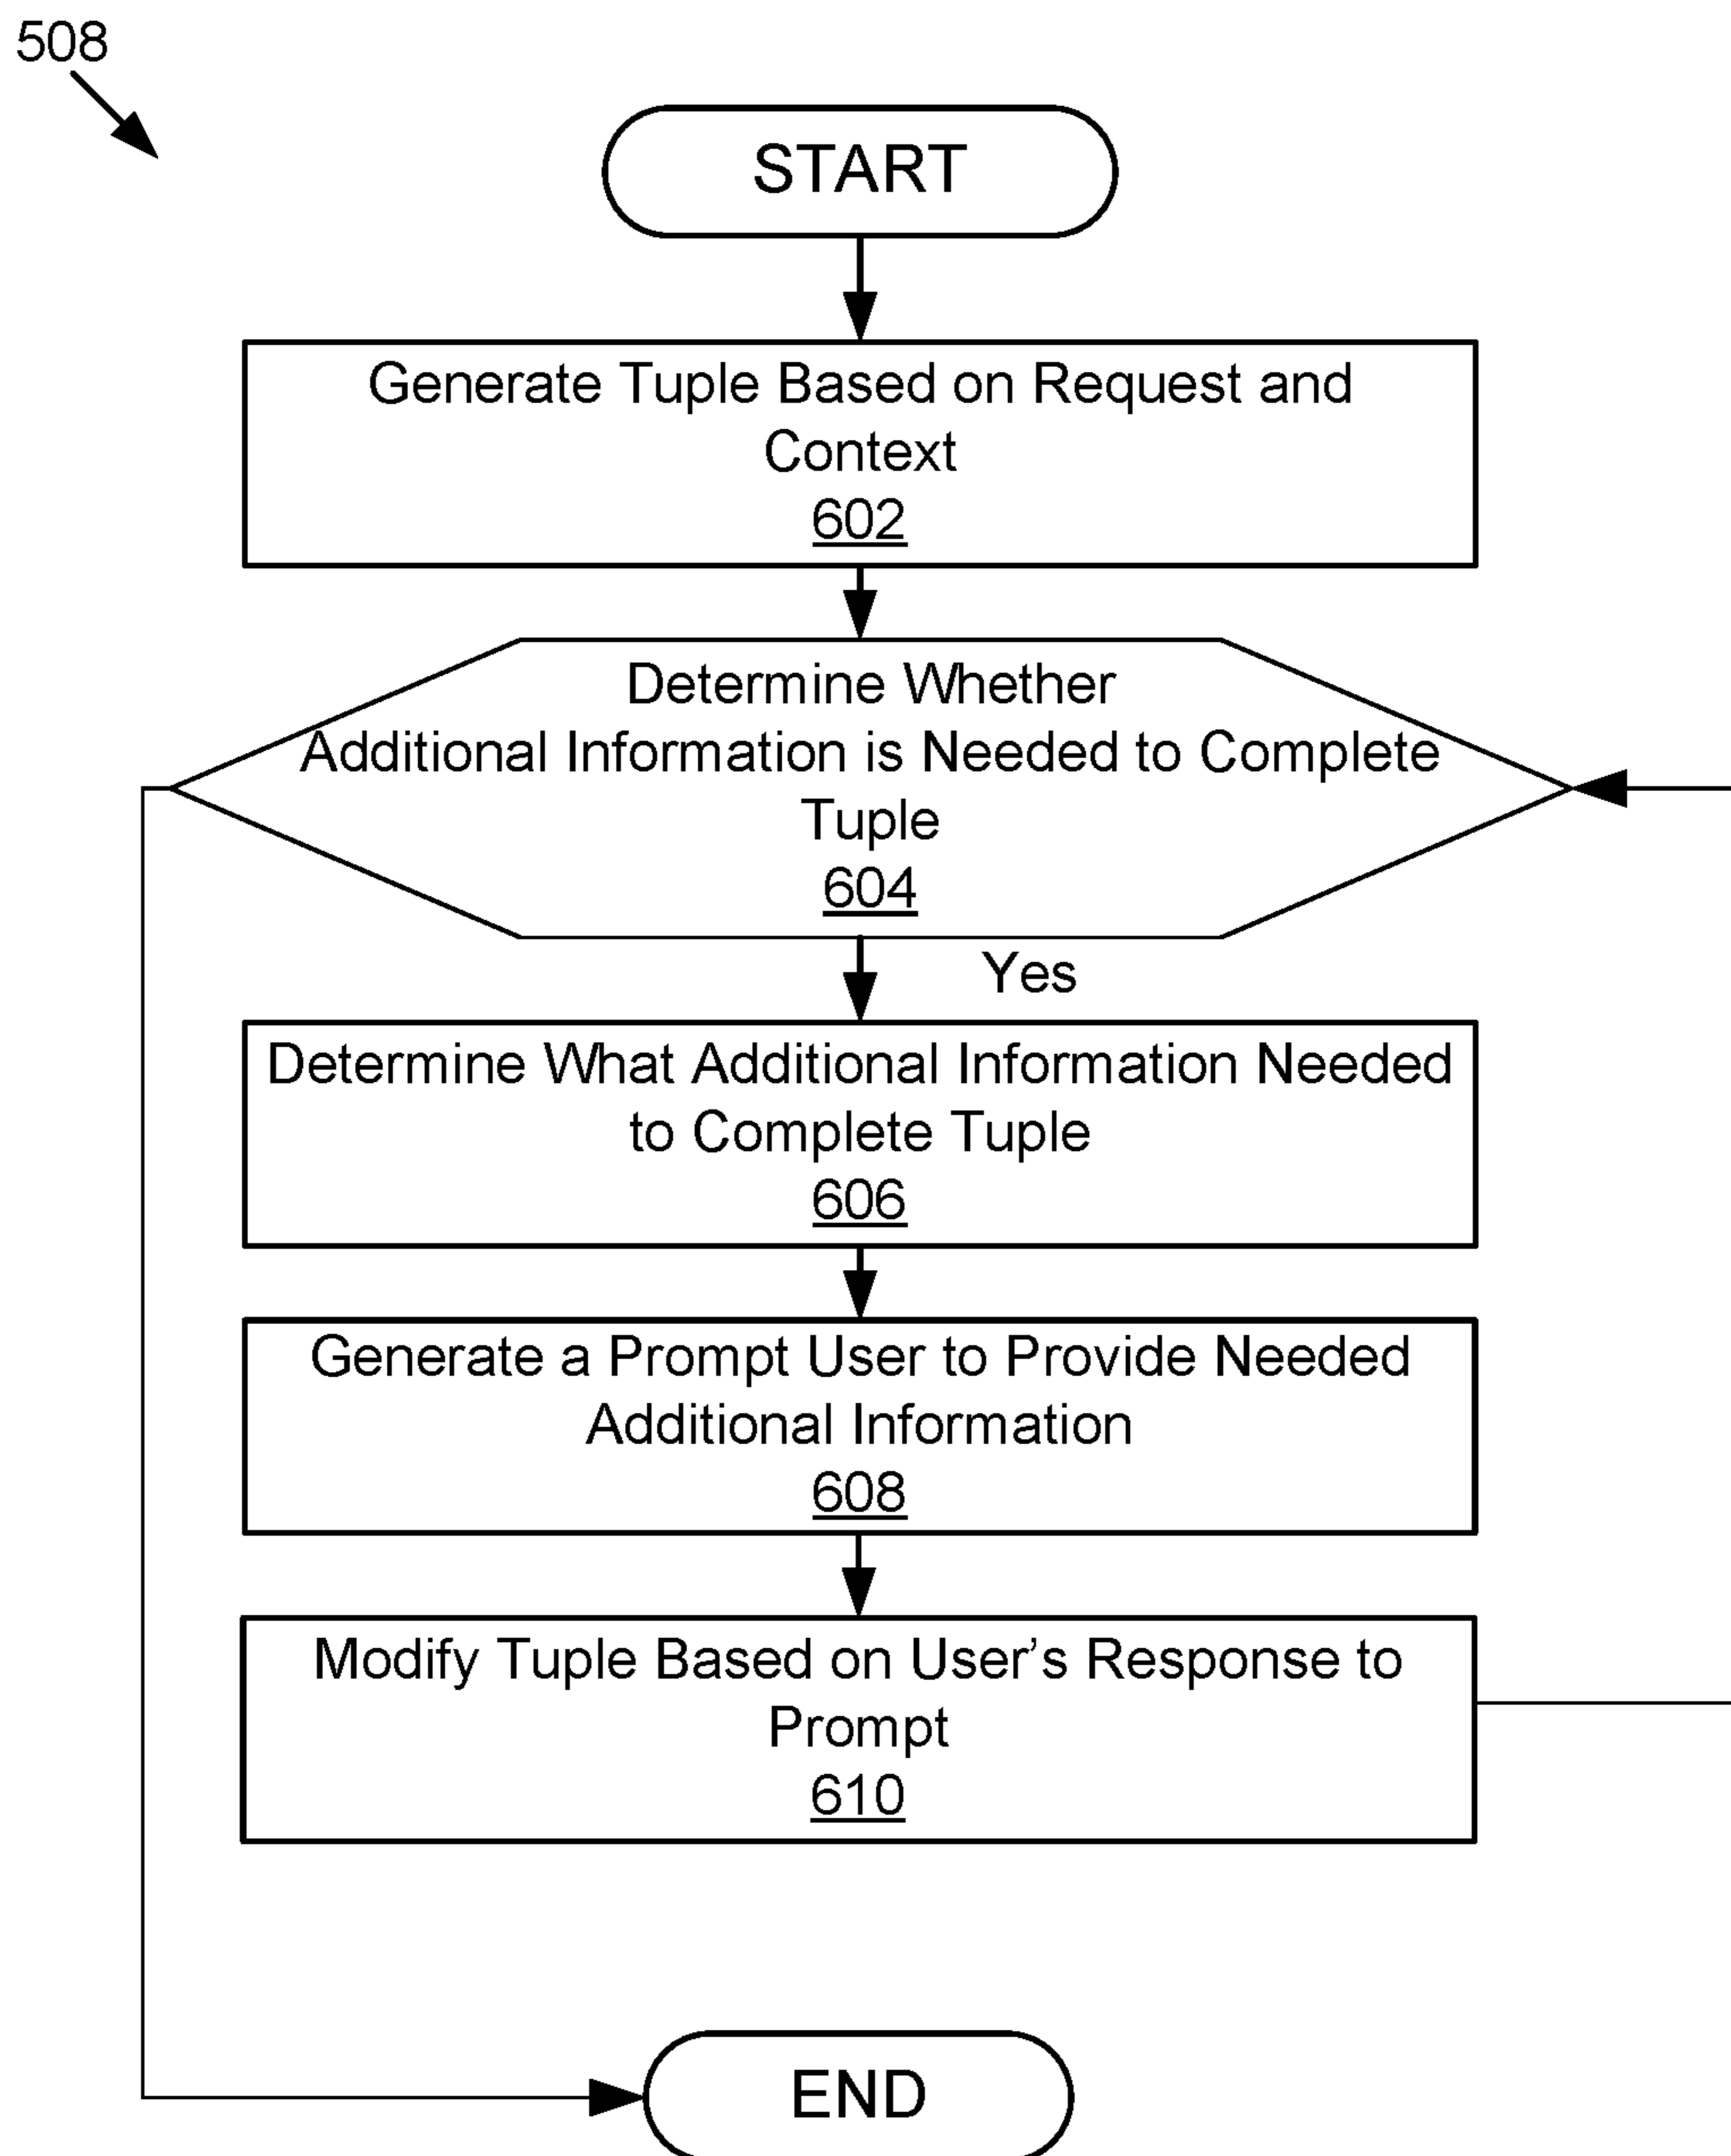 508
START
Generate Tuple Based on Request and
Context
602
Determine Whether
Additional Information is Needed to Complete
Tuple
604
Yes
Determine What Additional Information Needed
to Complete Tuple
606
Generate a Prompt User to Provide Needed
Additional Information
608
Modify Tuple Based on User’s Response to
Prompt
610
END